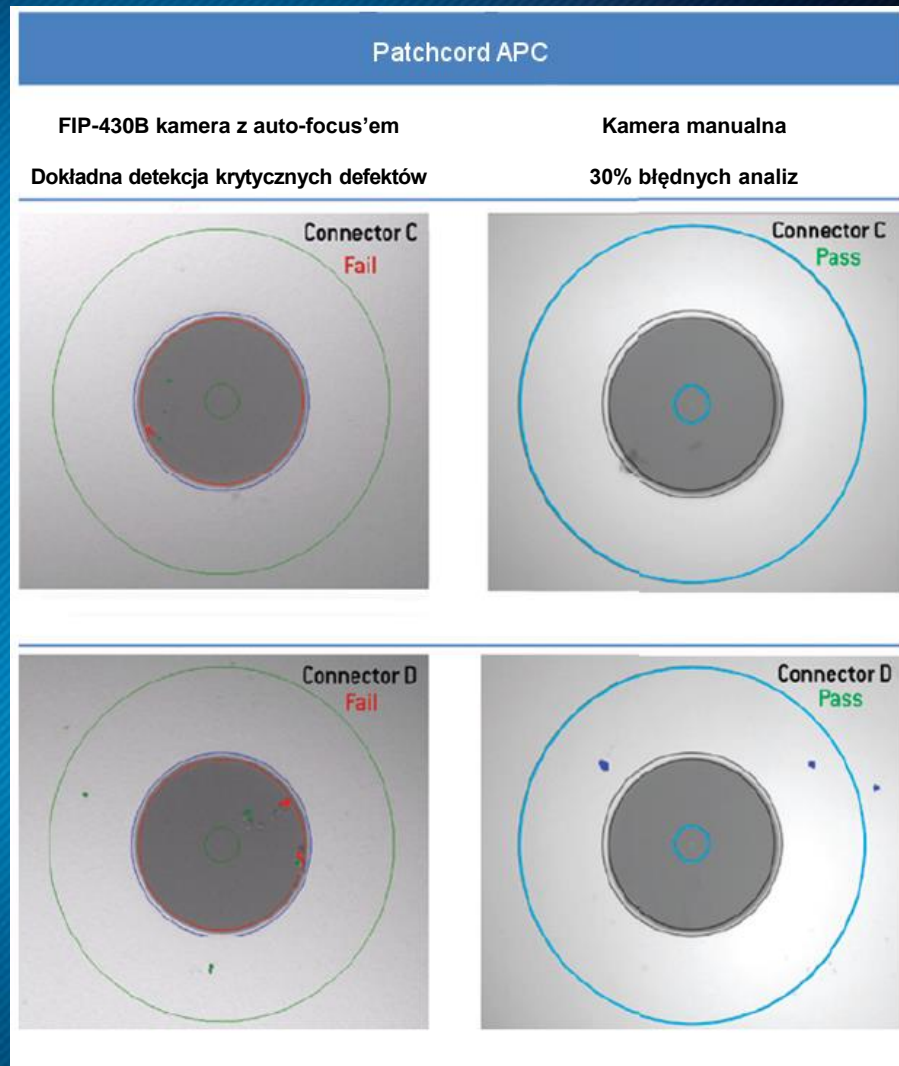 Patchcord APC
FIP-430B kamera z auto-focus'em
Dokładna detekcja krytycznych defektów
Kamera manualna
30% błędnych analiz
Connector C
Fail
Connector C
Pass
Connector D
Fail
Connector D
Pass